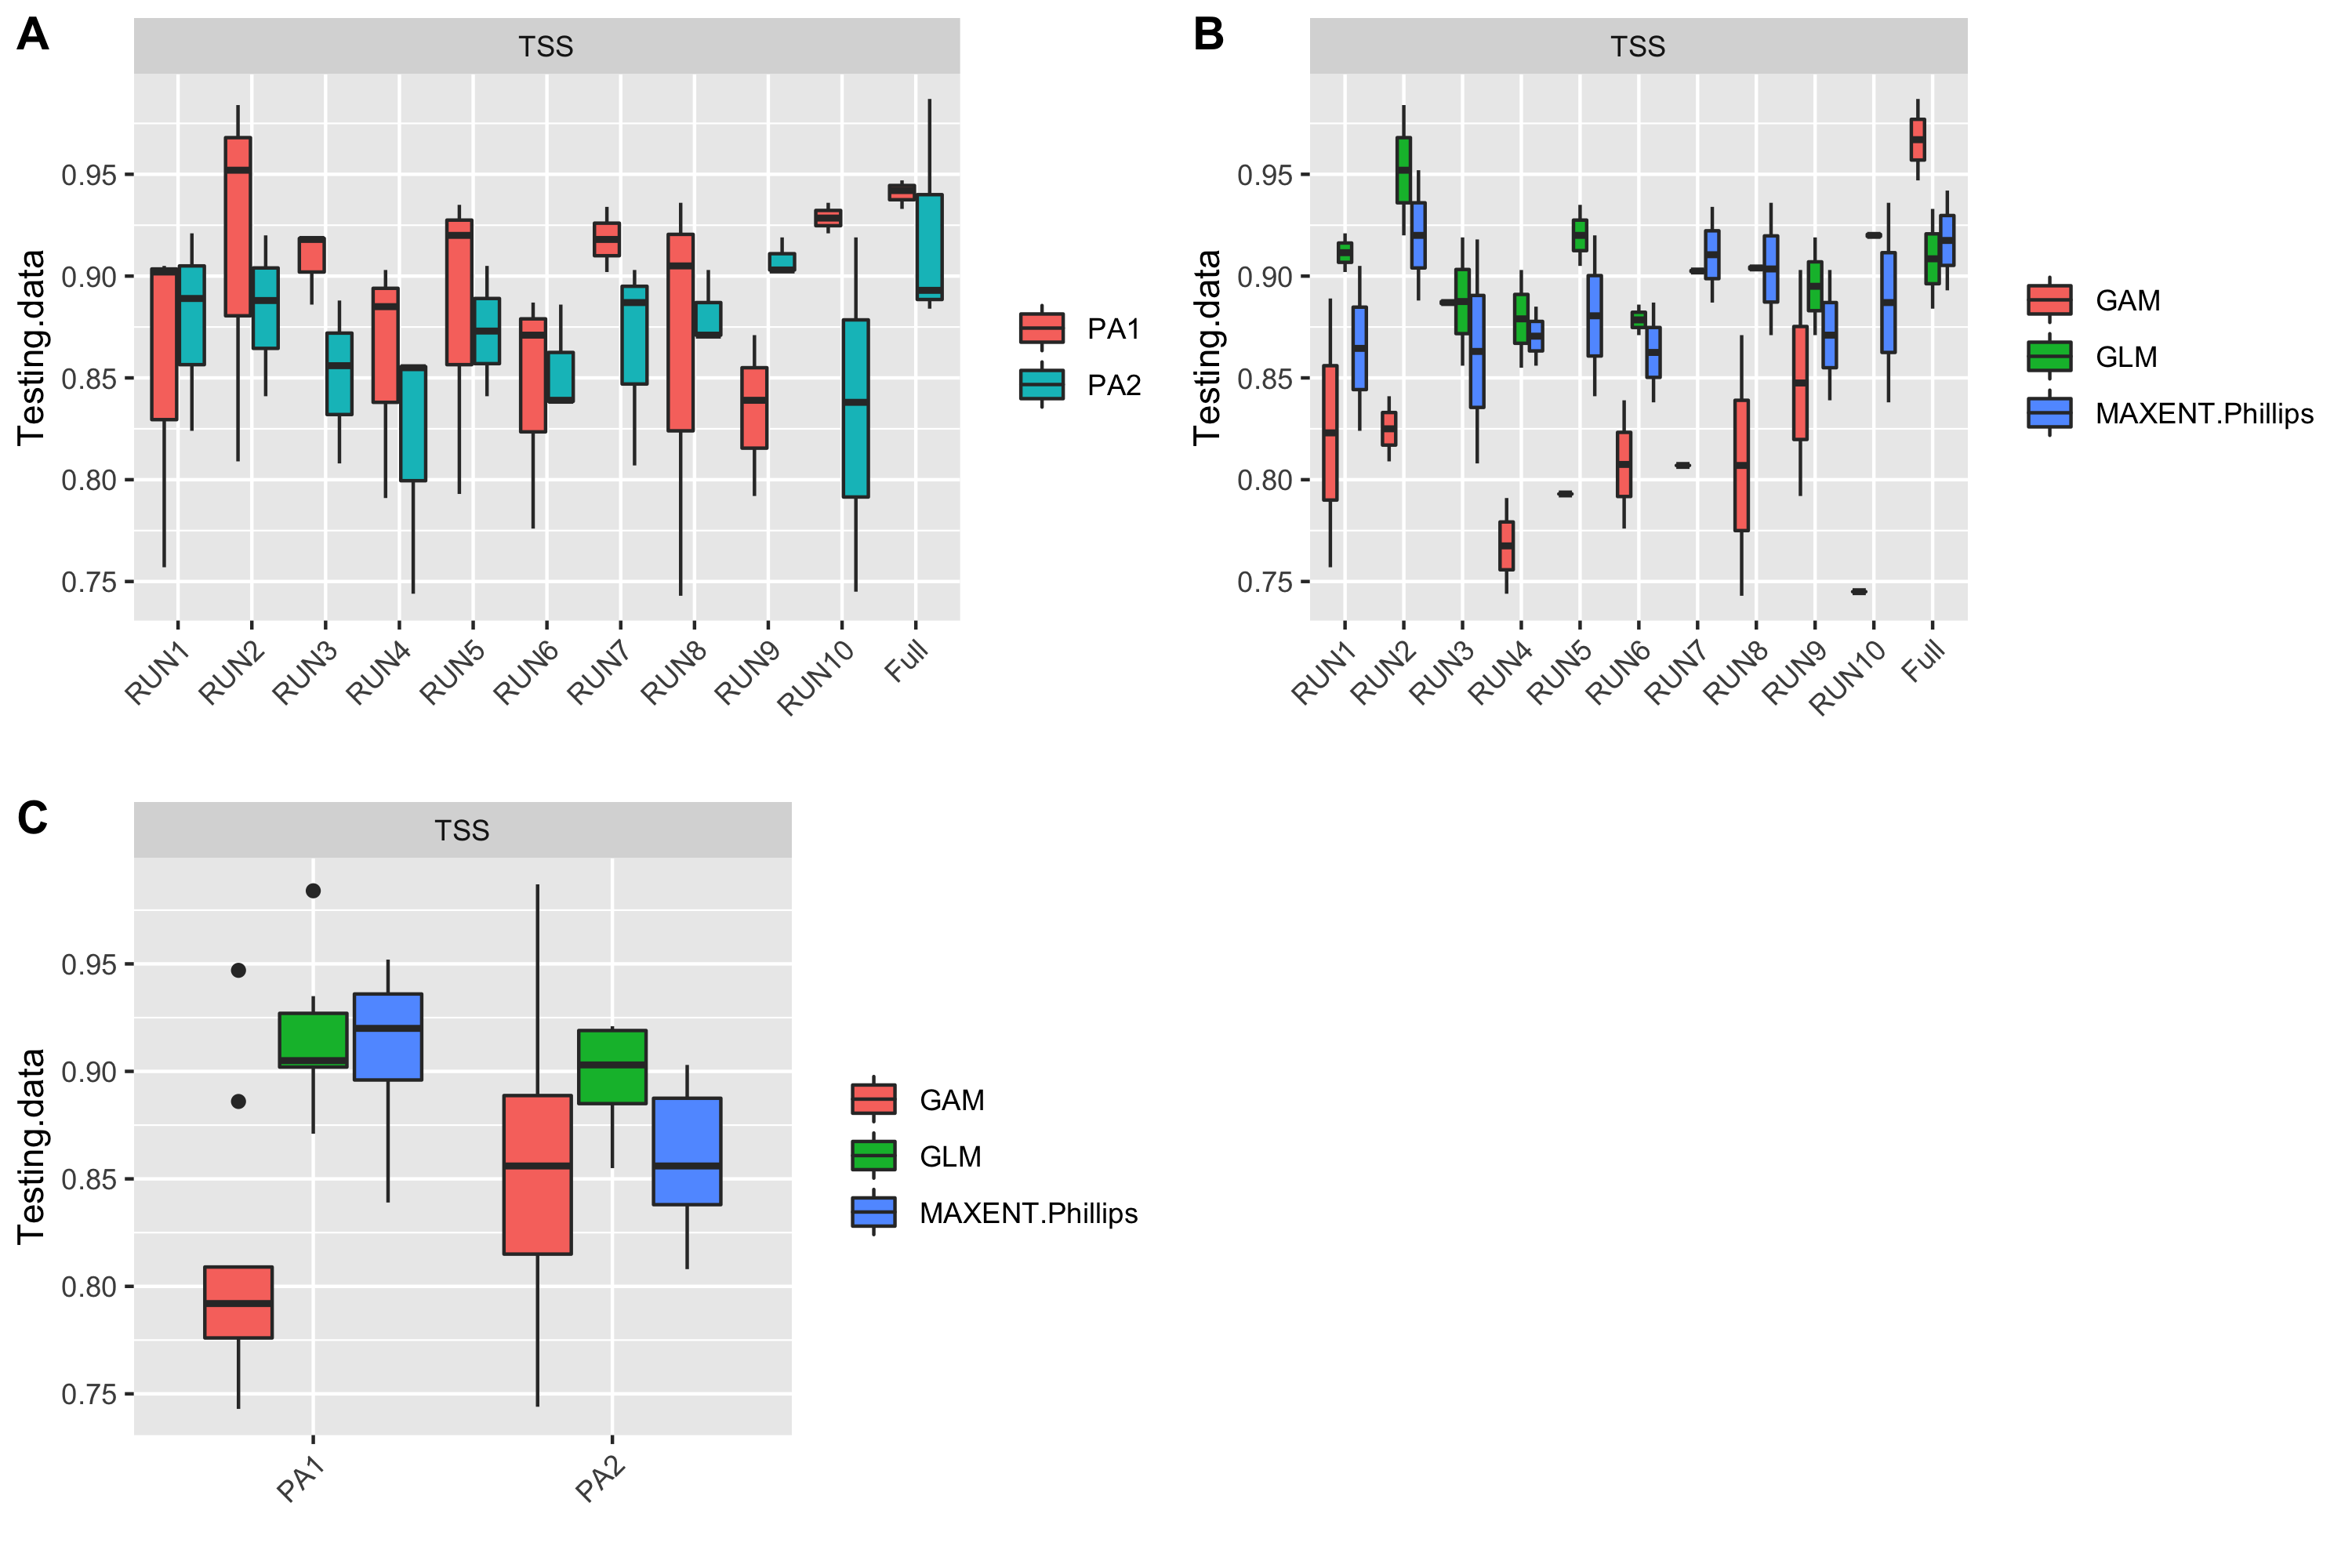 A
TSS
Testing.data
0.95
0.90
0.85
0.80
0.75
RUN1
RUN2
RUN3
RUN4
RUN5
RUN6
RUN7
RUN8
RUN9
RUN10
Full
PA1
PA2
B
TSS
Testing.data
0.95
0.90
0.85
0.80
0.75
RUN1
RUN2
RUN3
RUN4
RUN5
RUN6
RUN7
RUN8
RUN9
RUN10
Full
GAM
GLM
MAXENT.Phillips
C
TSS
Testing.data
0.95
0.90
0.85
0.80
0.75
PA1
PA2
GAM
GLM
MAXENT.Phillips